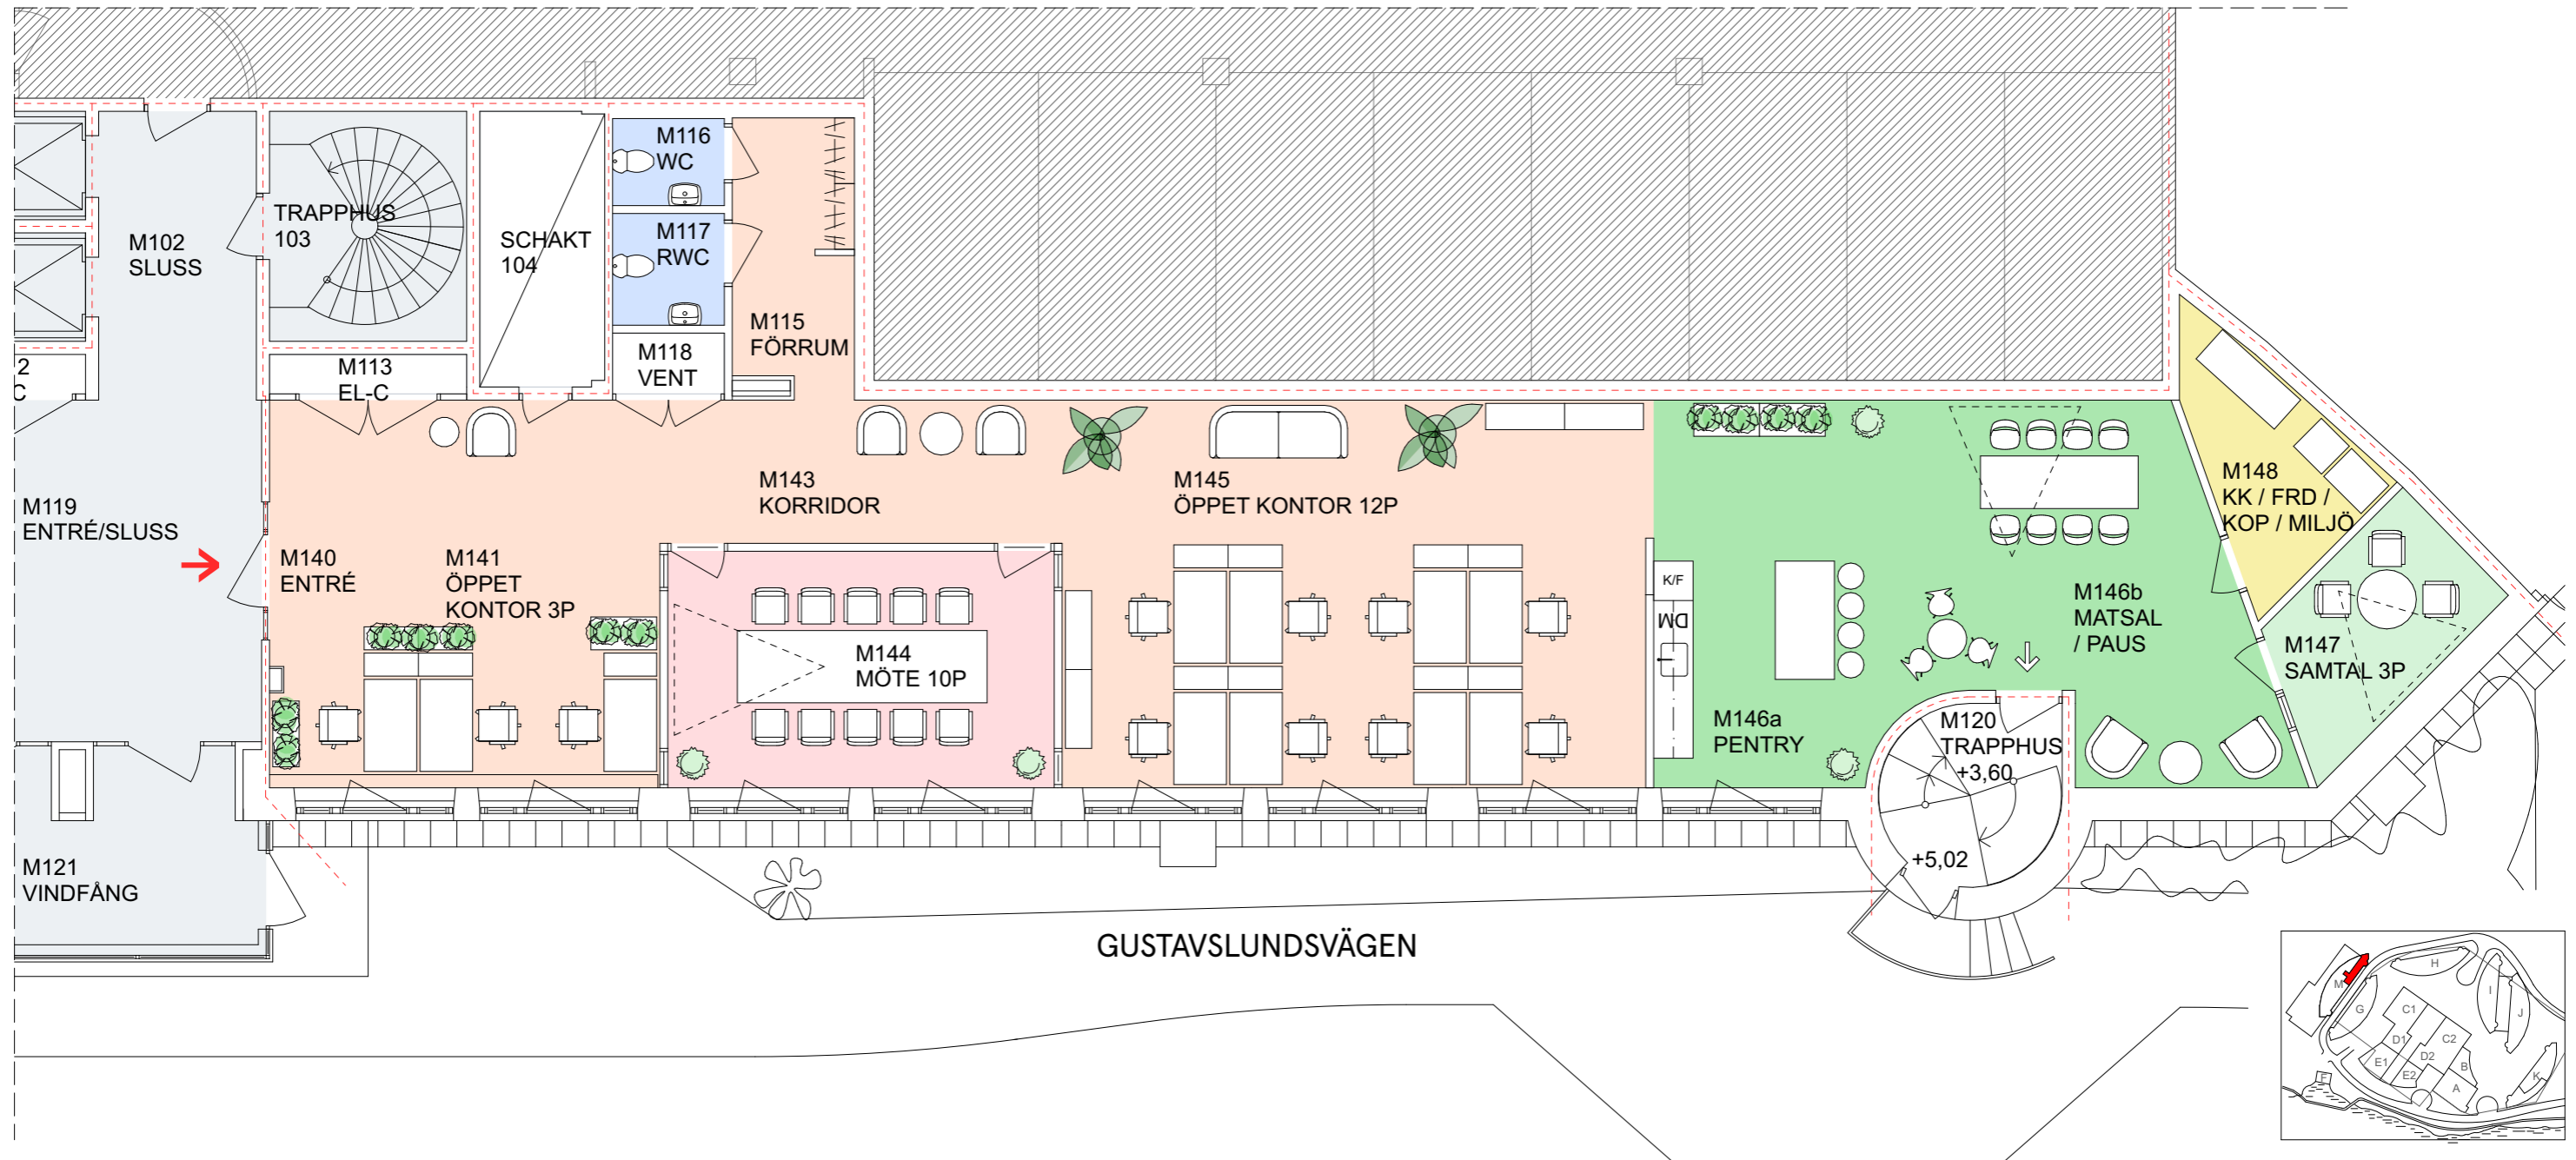 M116
WC
M117
RWC
TRAPPHUS
103
M102
SLUSS
SCHAKT
104
M115
FÖRRUM
M118
VENT
M113
EL-C
2
C
M119
ENTRÉ/SLUSS
M143
KORRIDOR
M145
ÖPPET KONTOR 12P
M148
KK / FRD /
KOP / MILJÖ
M140
ENTRÉ
M141
ÖPPET
KONTOR 3P
K/F
DM
M146b
MATSAL
/ PAUS
M144
MÖTE 10P
M147
SAMTAL 3P
M146a
PENTRY
M120
TRAPPHUS
+3,60
+5,02
M121
VINDFÅNG
GUSTAVSLUNDSVÄGEN
H
M
I
G
C1
J
D1
C2
E1
D2
B
E2
A
K
F